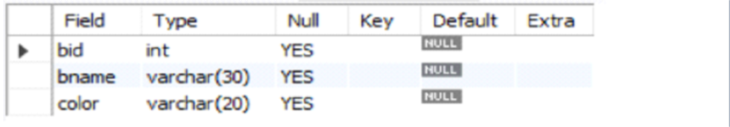 Field Type Null Key Default Extra
bid int YES NULL
bname varchar(30) YES NULL
color varchar(20) YES NULL